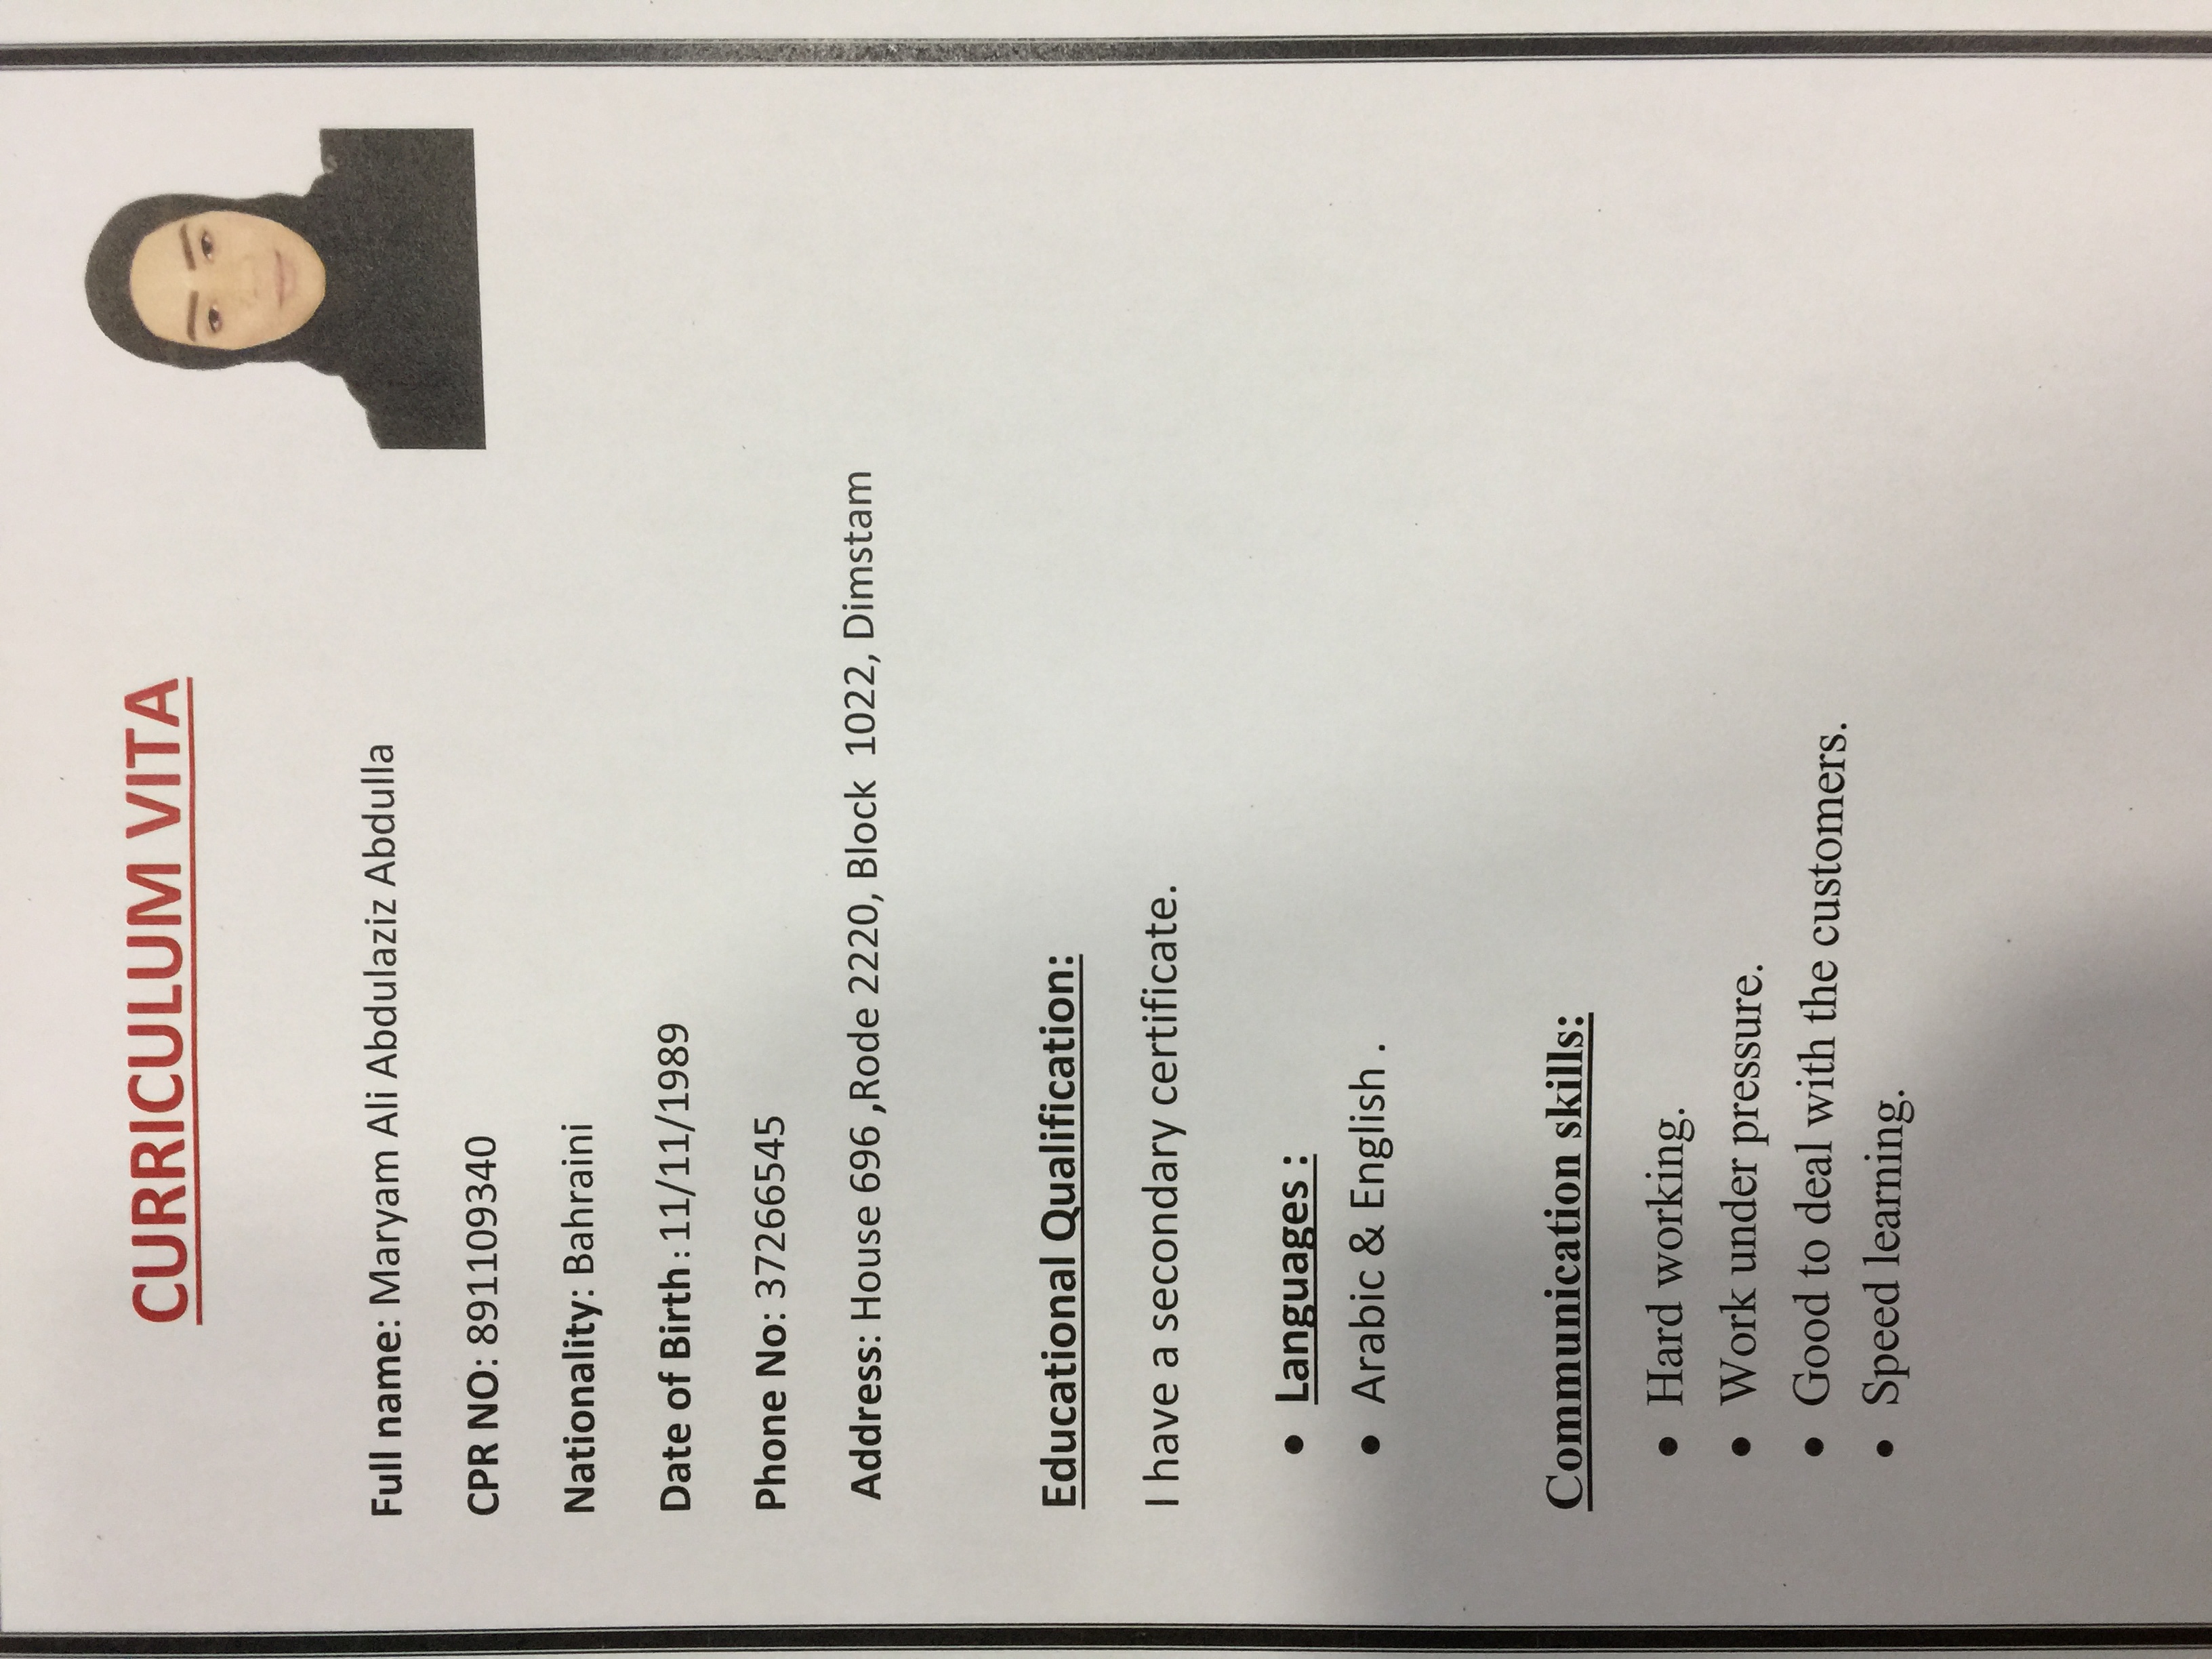 CURRICULUM VITA
Full name: Maryam Ali Abdulaziz Abdulla
CPR NO: 891109340
Nationality: Bahraini
Date of Birth : 11/11/1989
Phone No: 37266545
Address: House 696 ,Rode 2220, Block  1022, Dimstam
Educational Qualification:
I have a secondary certificate.
• Languages :
• Arabic & English .
Communication skills:
• Hard working.
• Work under pressure.
• Good to deal with the customers.
• Speed learning.